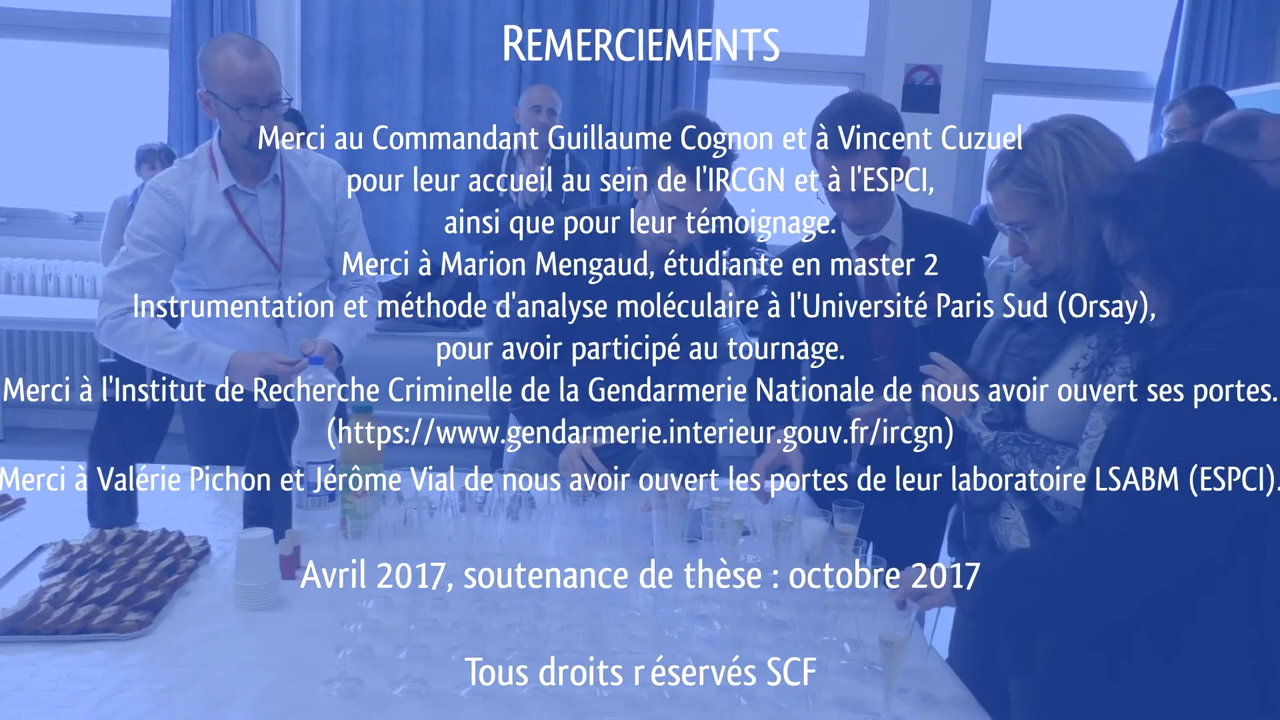 REMERCIEMENTS
Merci au Commandant Guillaume Cognon et à Vincent Cuzuel
pour leur accueil au sein de l'IRCGN et à l'ESPCI,
ainsi que pour leur témoignage.
Merci à Marion Mengaud, étudiante en master 2
Instrumentation et méthode d'analyse moléculaire à l'Université Paris Sud (Orsay),
pour avoir participé au tournage.
Merci à l'Institut de Recherche Criminelle de la Gendarmerie Nationale de nous avoir ouvert ses portes.
(https://www.gendarmerie.interieur.gouv.fr/ircgn)
Merci à Valérie Pichon et Jérôme Vial de nous avoir ouvert les portes de leur laboratoire LSABM (ESPCI).
Avril 2017, soutenance de thèse : octobre 2017
Tous droits réservés SCF